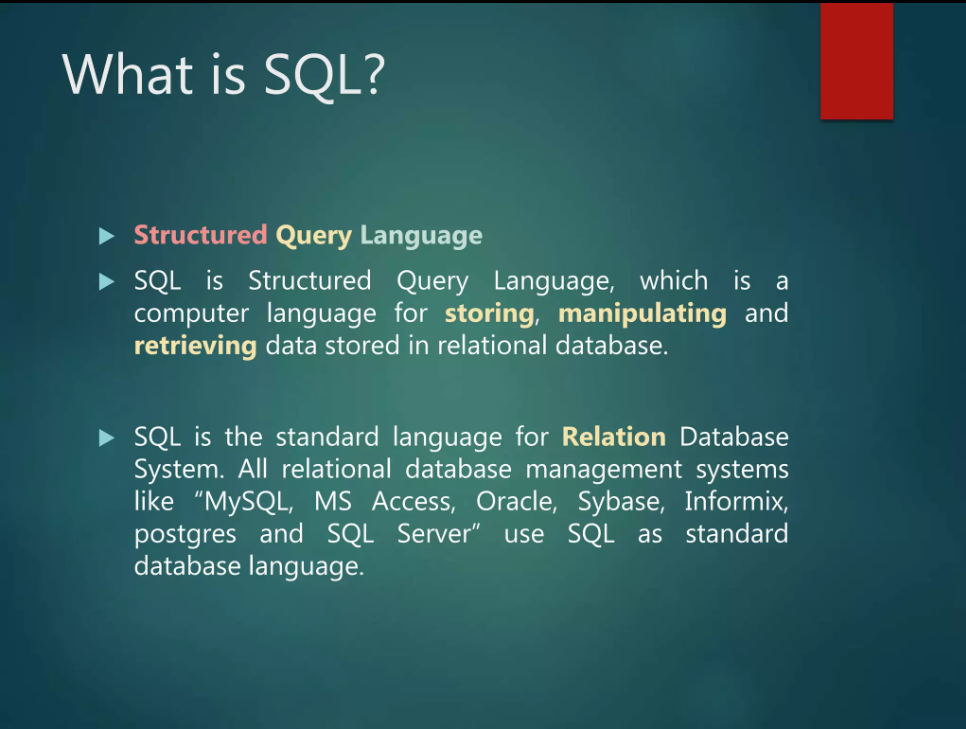 What is SQL?
Structured Query Language
SQL is Structured Query Language, which is a
computer language for storing, manipulating and
retrieving data stored in relational database.
SQL is the standard language for Relation Database
System. All relational database management systems
like “MySQL, MS Access, Oracle, Sybase, Informix,
postgres and SQL Server” use SQL as standard
database language.